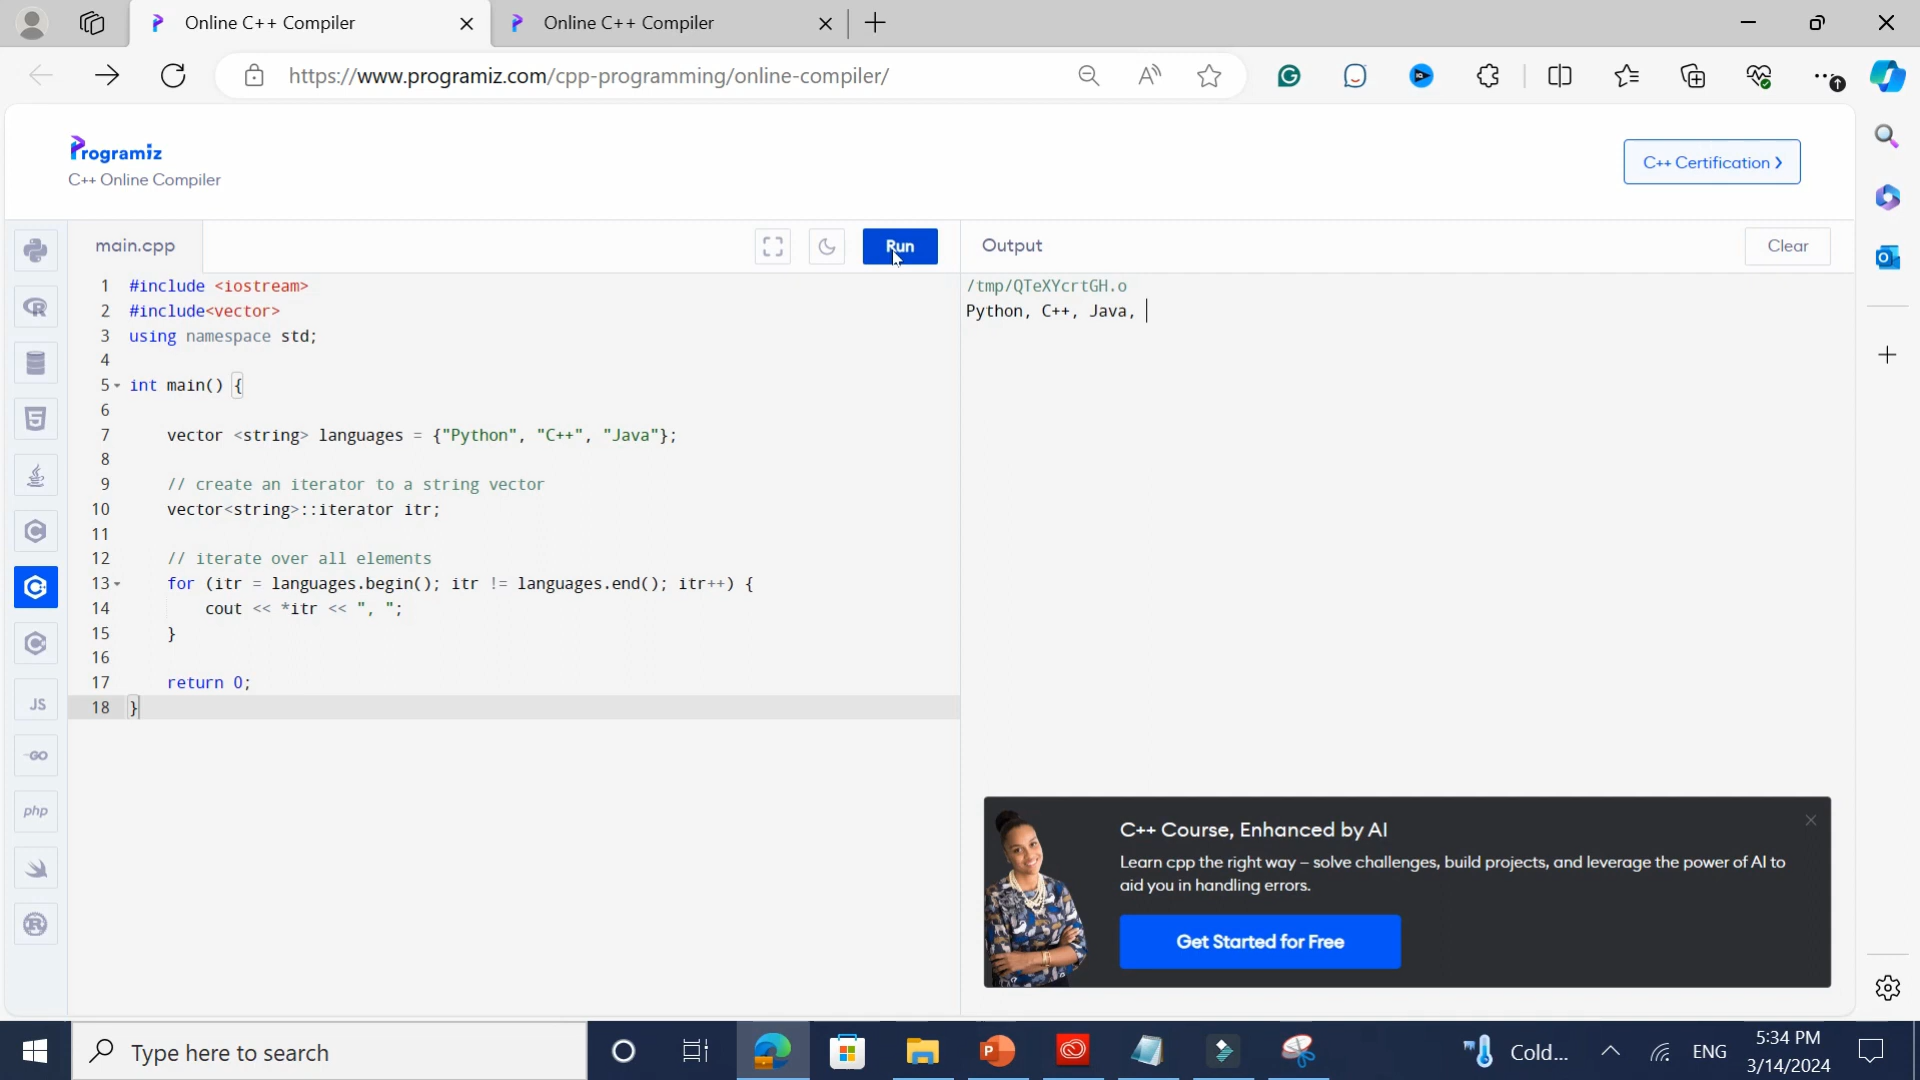 Online C++ Compiler
Online C++ Compiler
https://www.programiz.com/cpp-programming/online-compiler/
Programiz
C++ Online Compiler
C++ Certification
main.cpp
Run
Output
Clear
1 #include <iostream>
2 #include<vector>
3 using namespace std;
4
5 int main() {
6
7 vector <string> languages = {"Python", "C++", "Java"};
8
9 // create an iterator to a string vector
10 vector<string>::iterator itr;
11
12 // iterate over all elements
13 for (itr = languages.begin(); itr != languages.end(); itr++) {
14 cout << *itr << ", ";
15 }
16
17 return 0;
18 }
/tmp/QTeXYcrtGH.o
Python, C++, Java,
JS
GO
php
C++ Course, Enhanced by AI
Learn cpp the right way – solve challenges, build projects, and leverage the power of AI to
aid you in handling errors.
Get Started for Free
Type here to search
Cold...
ENG
5:34 PM
3/14/2024